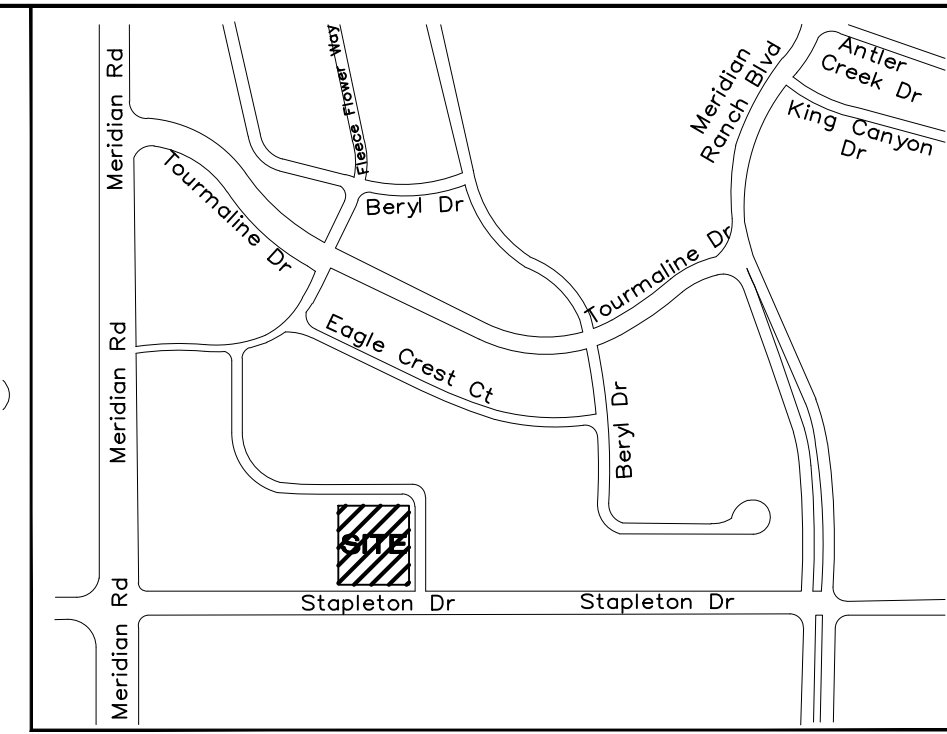 Meridian Rd
Fleece Flower Way
Meridian
Ranch Blvd
Antler
Creek Dr
King Canyon
Dr
Tourmaline Dr
Beryl Dr
Tourmaline Dr
Meridian Rd
Eagle Crest Ct
Beryl Dr
SITE
Meridian Rd
Stapleton Dr
Stapleton Dr
Meridian Rd